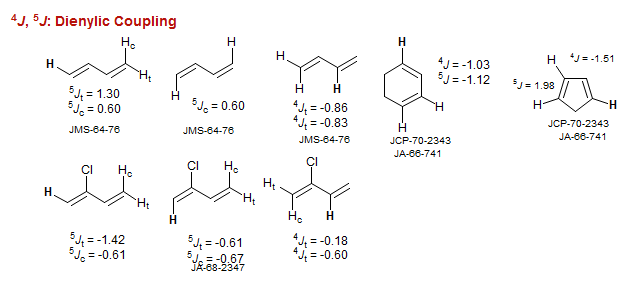 ⁴J, ⁵J: Dienylic Coupling
H
Hc
Ht
⁵Jt = 1.30
⁵Jc = 0.60
JMS-64-76
H
H
⁵Jc = 0.60
JMS-64-76
H
H
H
⁴Jt = -0.86
⁴Jt = -0.83
JMS-64-76
H
H
H
⁴J = -1.03
⁵J = -1.12
JCP-70-2343
JA-66-741
H
⁴J = -1.51
⁵J = 1.98
H
H
JCP-70-2343
JA-66-741
Cl
Hc
H
Ht
⁵Jt = -1.42
⁵Jc = -0.61
Cl
Hc
Ht
H
⁵Jt = -0.61
⁵Jc = -0.67
JA-68-2347
Cl
Ht
Hc
H
⁴Jt = -0.18
⁴Jt = -0.60